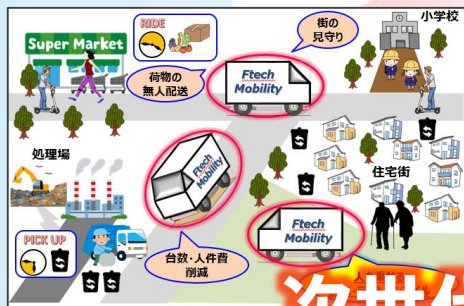 RIDE
街の
見守り
小学校
Super Market
荷物の
無人配送
Ftech
Mobility
処理場
Ftech
Mobility
住宅街
PICK UP
台数・人件費
削減
Ftech
Mobility
次世